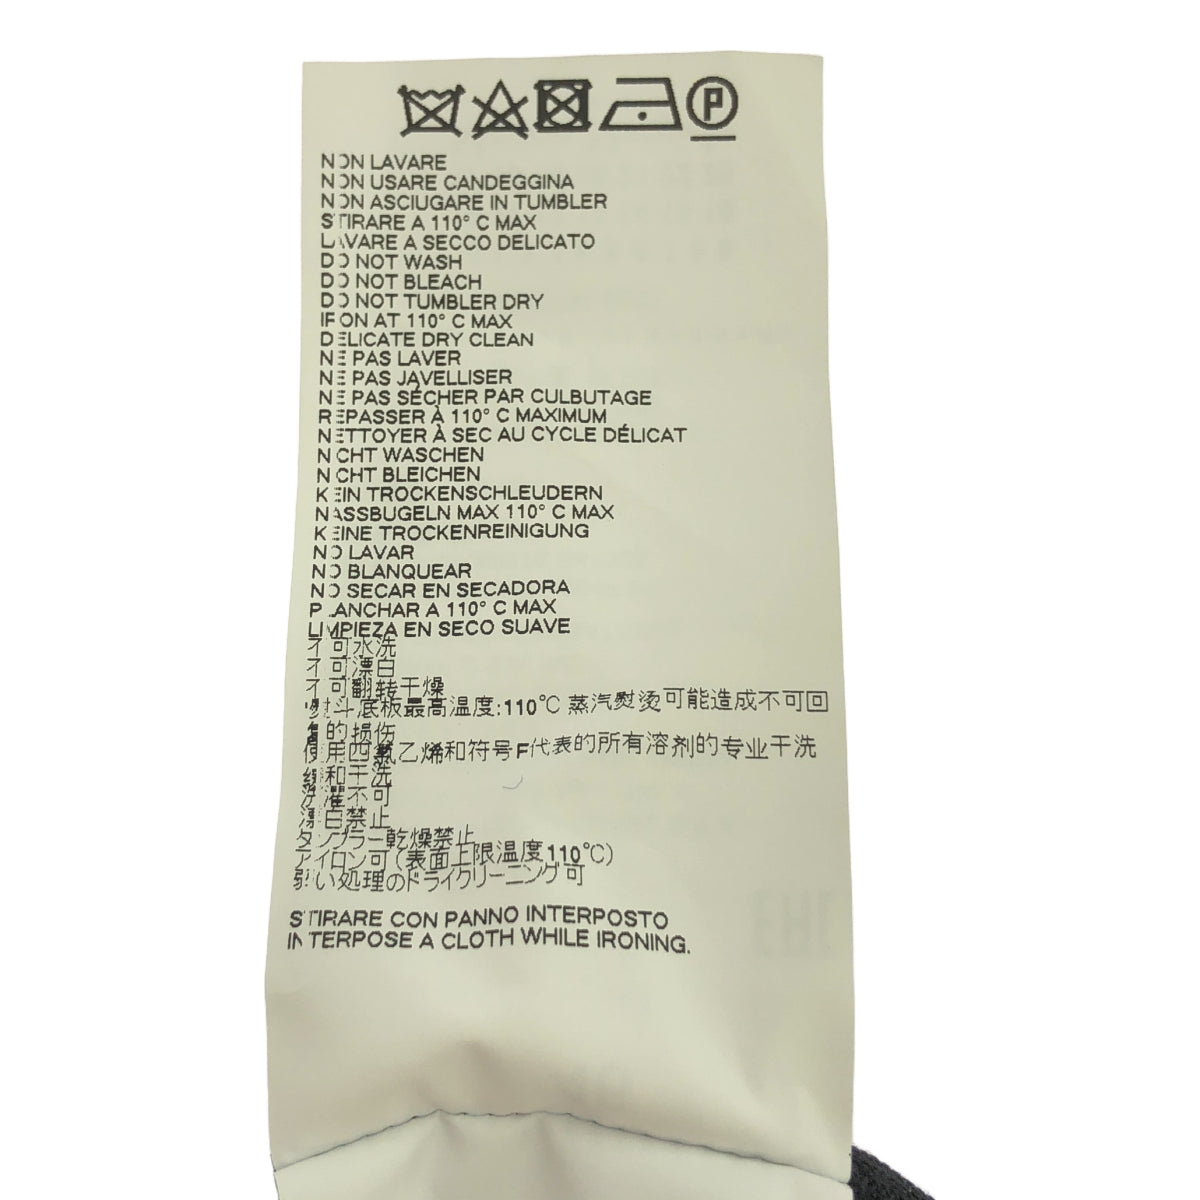 P
NON LAVARE
NON USARE CANDEGGINA
NON ASCIUGARE IN TUMBLER
STIRARE A 110° C MAX
LAVARE A SECCO DELICATO
DO NOT WASH
DO NOT BLEACH
DO NOT TUMBLER DRY
IRON AT 110° C MAX
DELICATE DRY CLEAN
NE PAS LAVER
NE PAS JAVELLISER
NE PAS SÉCHER PAR CULBUTAGE
REPASSER À 110° C MAXIMUM
NETTOYER À SEC AU CYCLE DÉLICAT
NICHT WASCHEN
NICHT BLEICHEN
KEIN TROCKENSCHLEUDERN
NASSBUGELN MAX 110° C MAX
KEINE TROCKENREINIGUNG
NO LAVAR
NO BLANQUEAR
NO SECAR EN SECADORA
PLANCHAR A 110° C MAX
LIMPIEZA EN SECO SUAVE
不可水洗
不可漂白
不可翻转干燥
熨斗底板最高温度:110℃ 蒸汽熨烫可能造成不可回
复的损伤
使用四氯乙烯和符号F代表的所有溶剂的专业干洗
缓和干洗
洗濯不可
漂白禁止
タンブラー乾燥禁止
アイロン可(表面上限温度110℃)
弱い処理のドライクリーニング可
STIRARE CON PANNO INTERPOSTO
INTERPOSE A CLOTH WHILE IRONING.